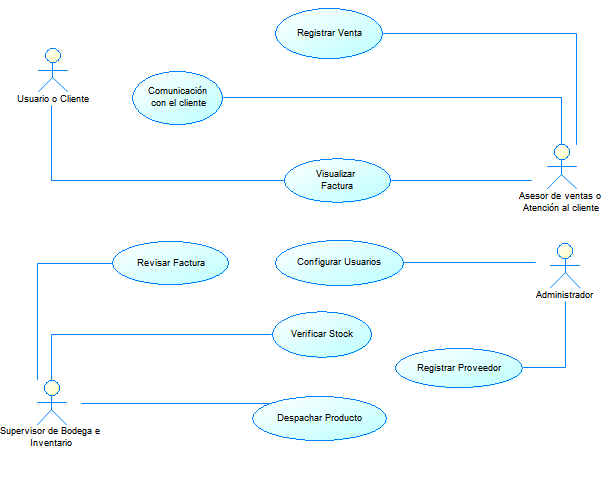 Registrar Venta
Usuario o Cliente
Comunicación
con el cliente
Visualizar
Factura
Asesor de ventas o
Atención al cliente
Revisar Factura
Configurar Usuarios
Administrador
Verificar Stock
Registrar Proveedor
Despachar Producto
Supervisor de Bodega e
Inventario